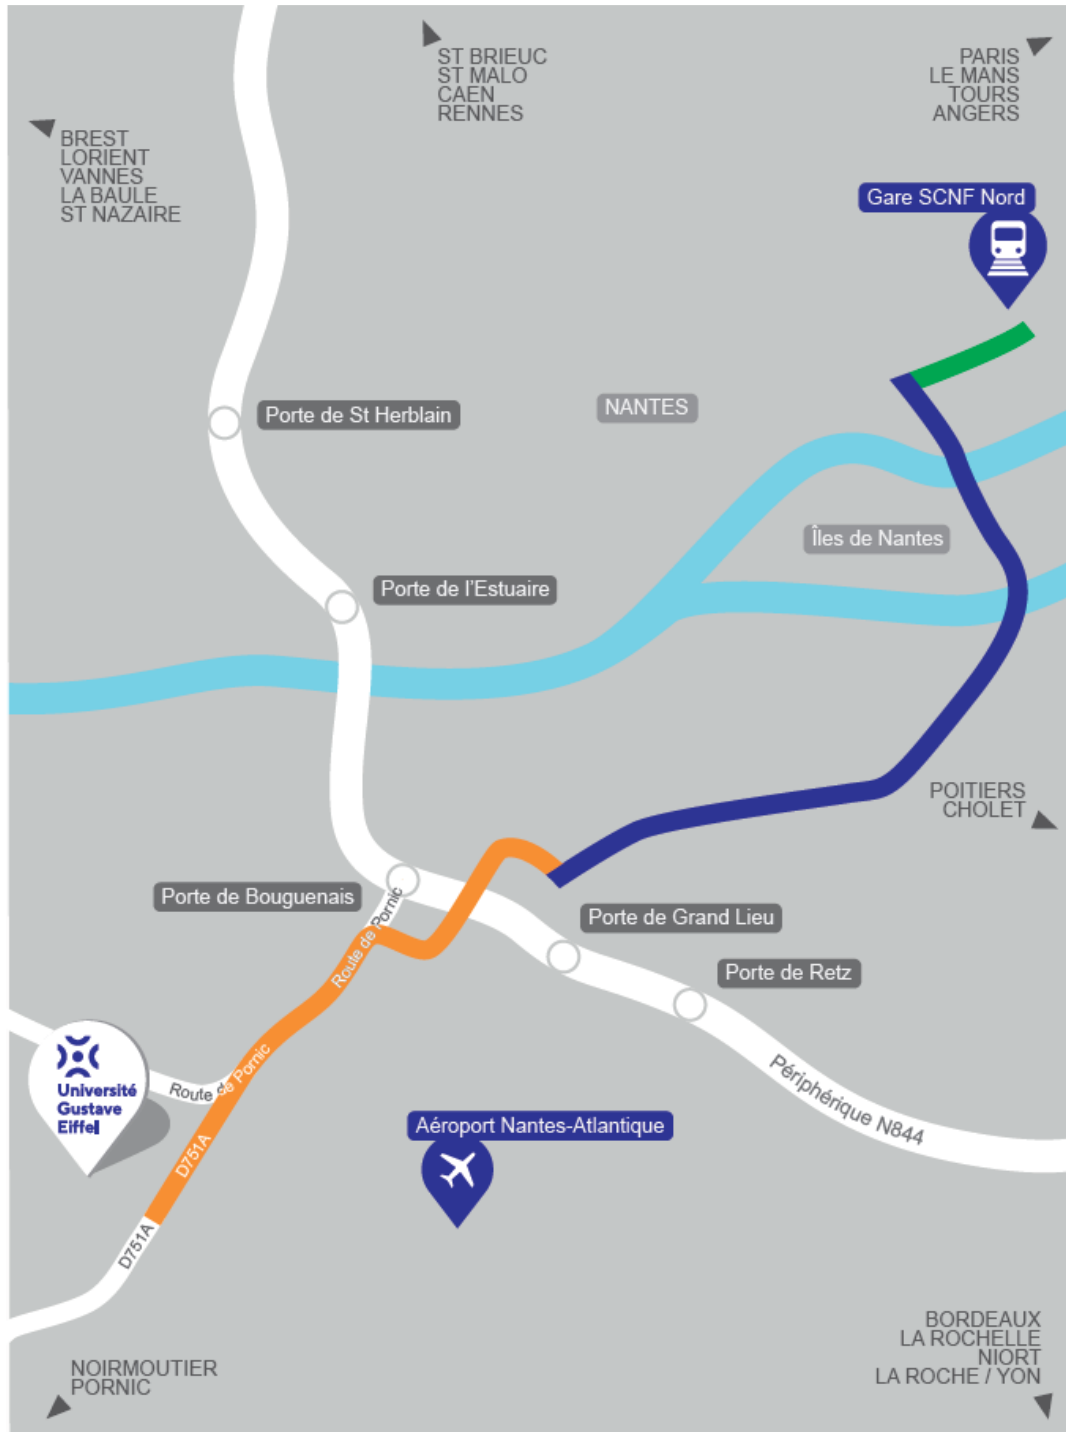 ST BRIEUC
ST MALO
CAEN
RENNES
PARIS
LE MANS
TOURS
ANGERS
BREST
LORIENT
VANNES
LA BAULE
ST NAZAIRE
Gare SCNF Nord
Porte de St Herblain
NANTES
Îles de Nantes
Porte de l'Estuaire
POITIERS
CHOLET
Porte de Bouguenais
Route de Pornic
Porte de Grand Lieu
Porte de Retz
Périphérique N844
Université
Gustave
Eiffel
Route de Pornic
D751A
D751A
Aéroport Nantes-Atlantique
NOIRMOUTIER
PORNIC
BORDEAUX
LA ROCHELLE
NIORT
LA ROCHE / YON